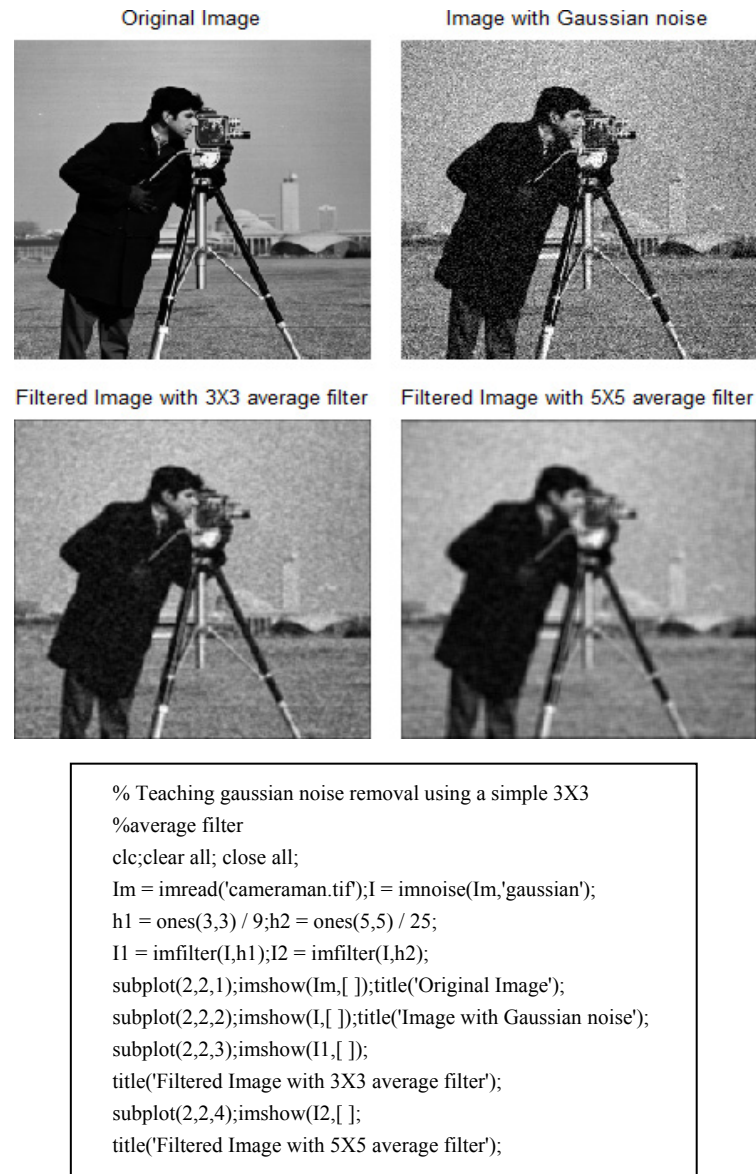 Original Image
Image with Gaussian noise
Filtered Image with 3X3 average filter
Filtered Image with 5X5 average filter
% Teaching gaussian noise removal using a simple 3X3
%average filter
clc;clear all; close all;
Im = imread('cameraman.tif');I = imnoise(Im,'gaussian');
h1 = ones(3,3) / 9;h2 = ones(5,5) / 25;
I1 = imfilter(I,h1);I2 = imfilter(I,h2);
subplot(2,2,1);imshow(Im,[ ]);title('Original Image');
subplot(2,2,2);imshow(I,[ ]);title('Image with Gaussian noise');
subplot(2,2,3);imshow(I1,[ ]);
title('Filtered Image with 3X3 average filter');
subplot(2,2,4);imshow(I2,[ ];
title('Filtered Image with 5X5 average filter');